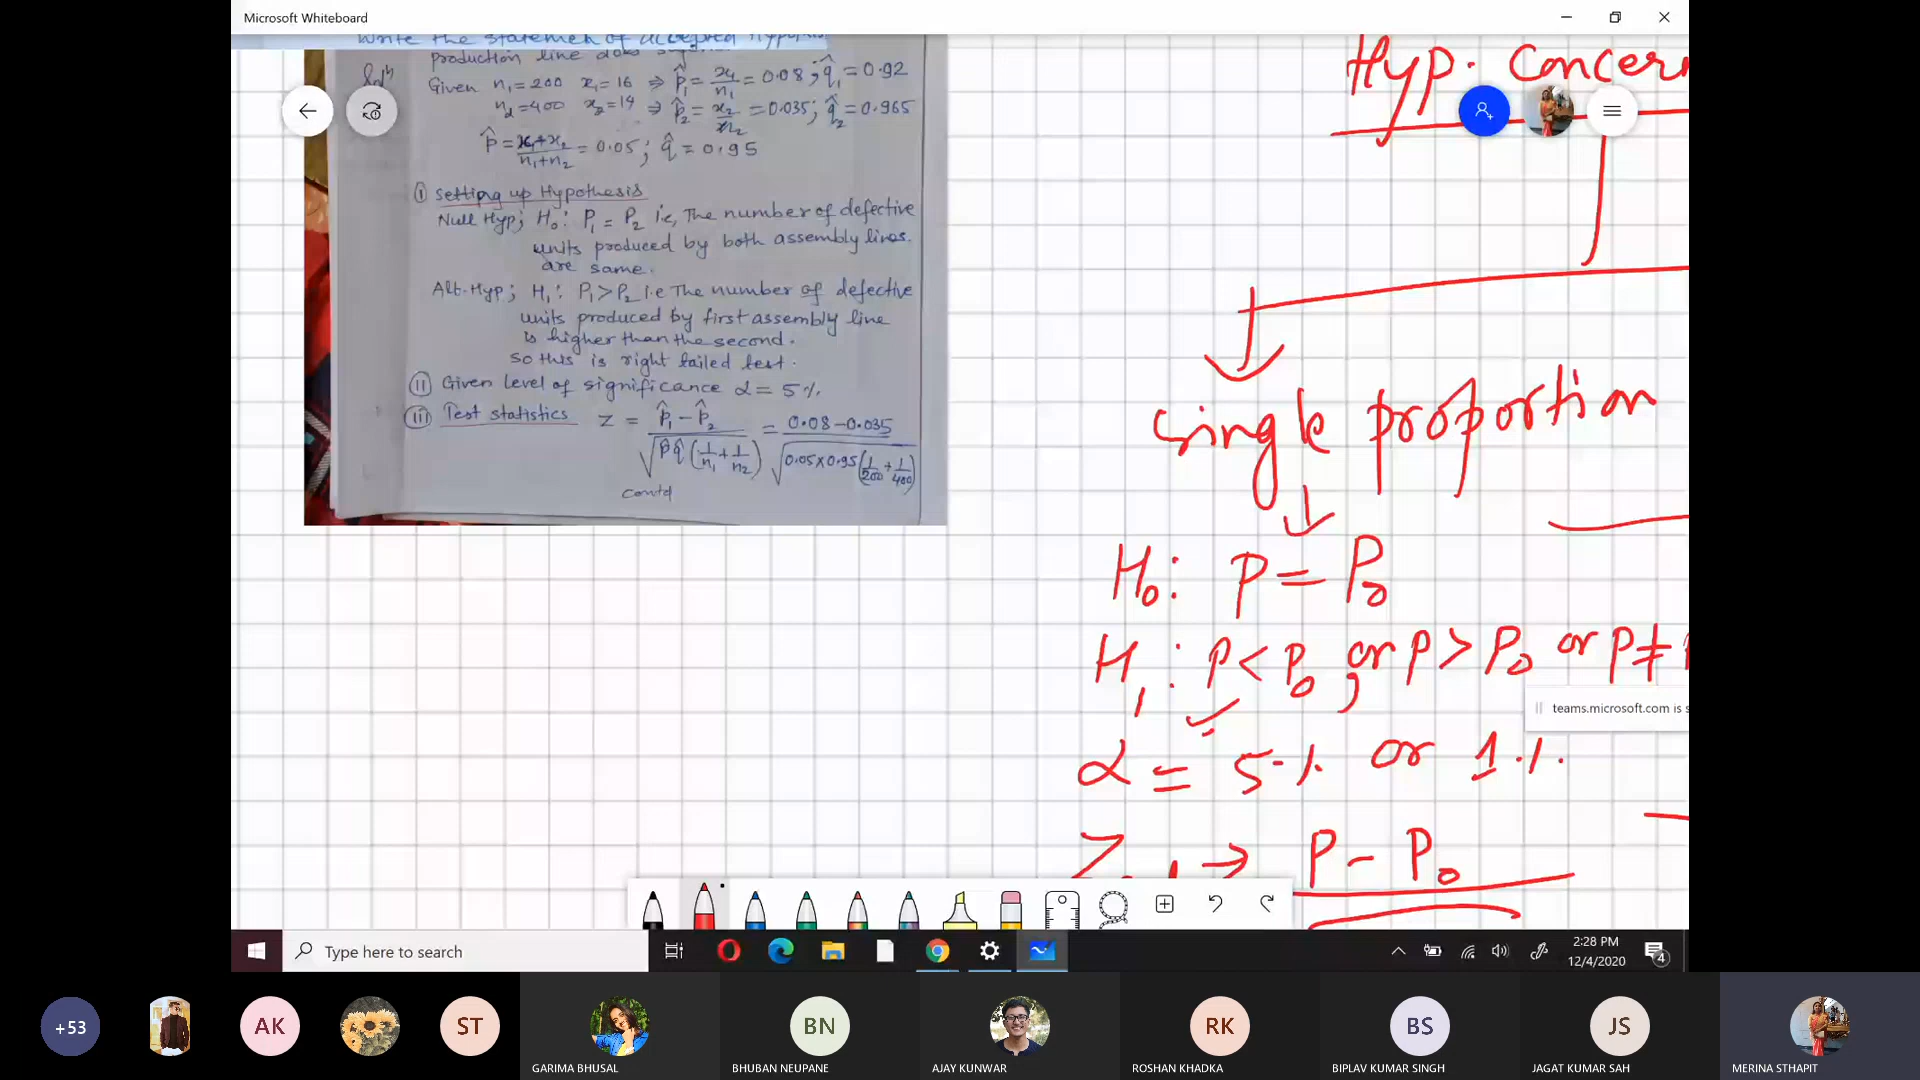 Microsoft Whiteboard
Write the statement of accepted
production line does
Given n₁=200 x₁=16 ⇒ p̂₁ = x₁/n₁ = 0.08 ; q̂₁ = 0.92
n₂=400 x₂=14 ⇒ p̂₂ = x₂/n₂ = 0.035; q̂₂ = 0.965
p̂ = x₁+x₂/n₁+n₂ = 0.05 ; q̂ = 0.95
① Setting up Hypothesis
Null Hyp; H₀: P₁ = P₂ i.e, The number of defective
units produced by both assembly lines.
are same.
Alt. Hyp; H₁: P₁ > P₂ i.e The number of defective
units produced by first assembly line
is higher than the second.
So this is right tailed test.
(II) Given level of significance α = 5%.
(III) Test statistics Z = p̂₁ - p̂₂ / √p̂q̂(1/n₁ + 1/n₂) = 0.08-0.035 / √0.05×0.95(1/200 + 1/400)
Contd
Hyp. Concer
Single proportion
H₀: P = P₀
H₁: P < P₀, or P > P₀ or P ≠
α = 5% or 1%.
Z → P - P₀
teams.microsoft.com is s
Type here to search
2:28 PM
12/4/2020
4
+53
AK
ST
BN
RK
BS
JS
GARIMA BHUSAL
BHUBAN NEUPANE
AJAY KUNWAR
ROSHAN KHADKA
BIPLAV KUMAR SINGH
JAGAT KUMAR SAH
MERINA STHAPIT